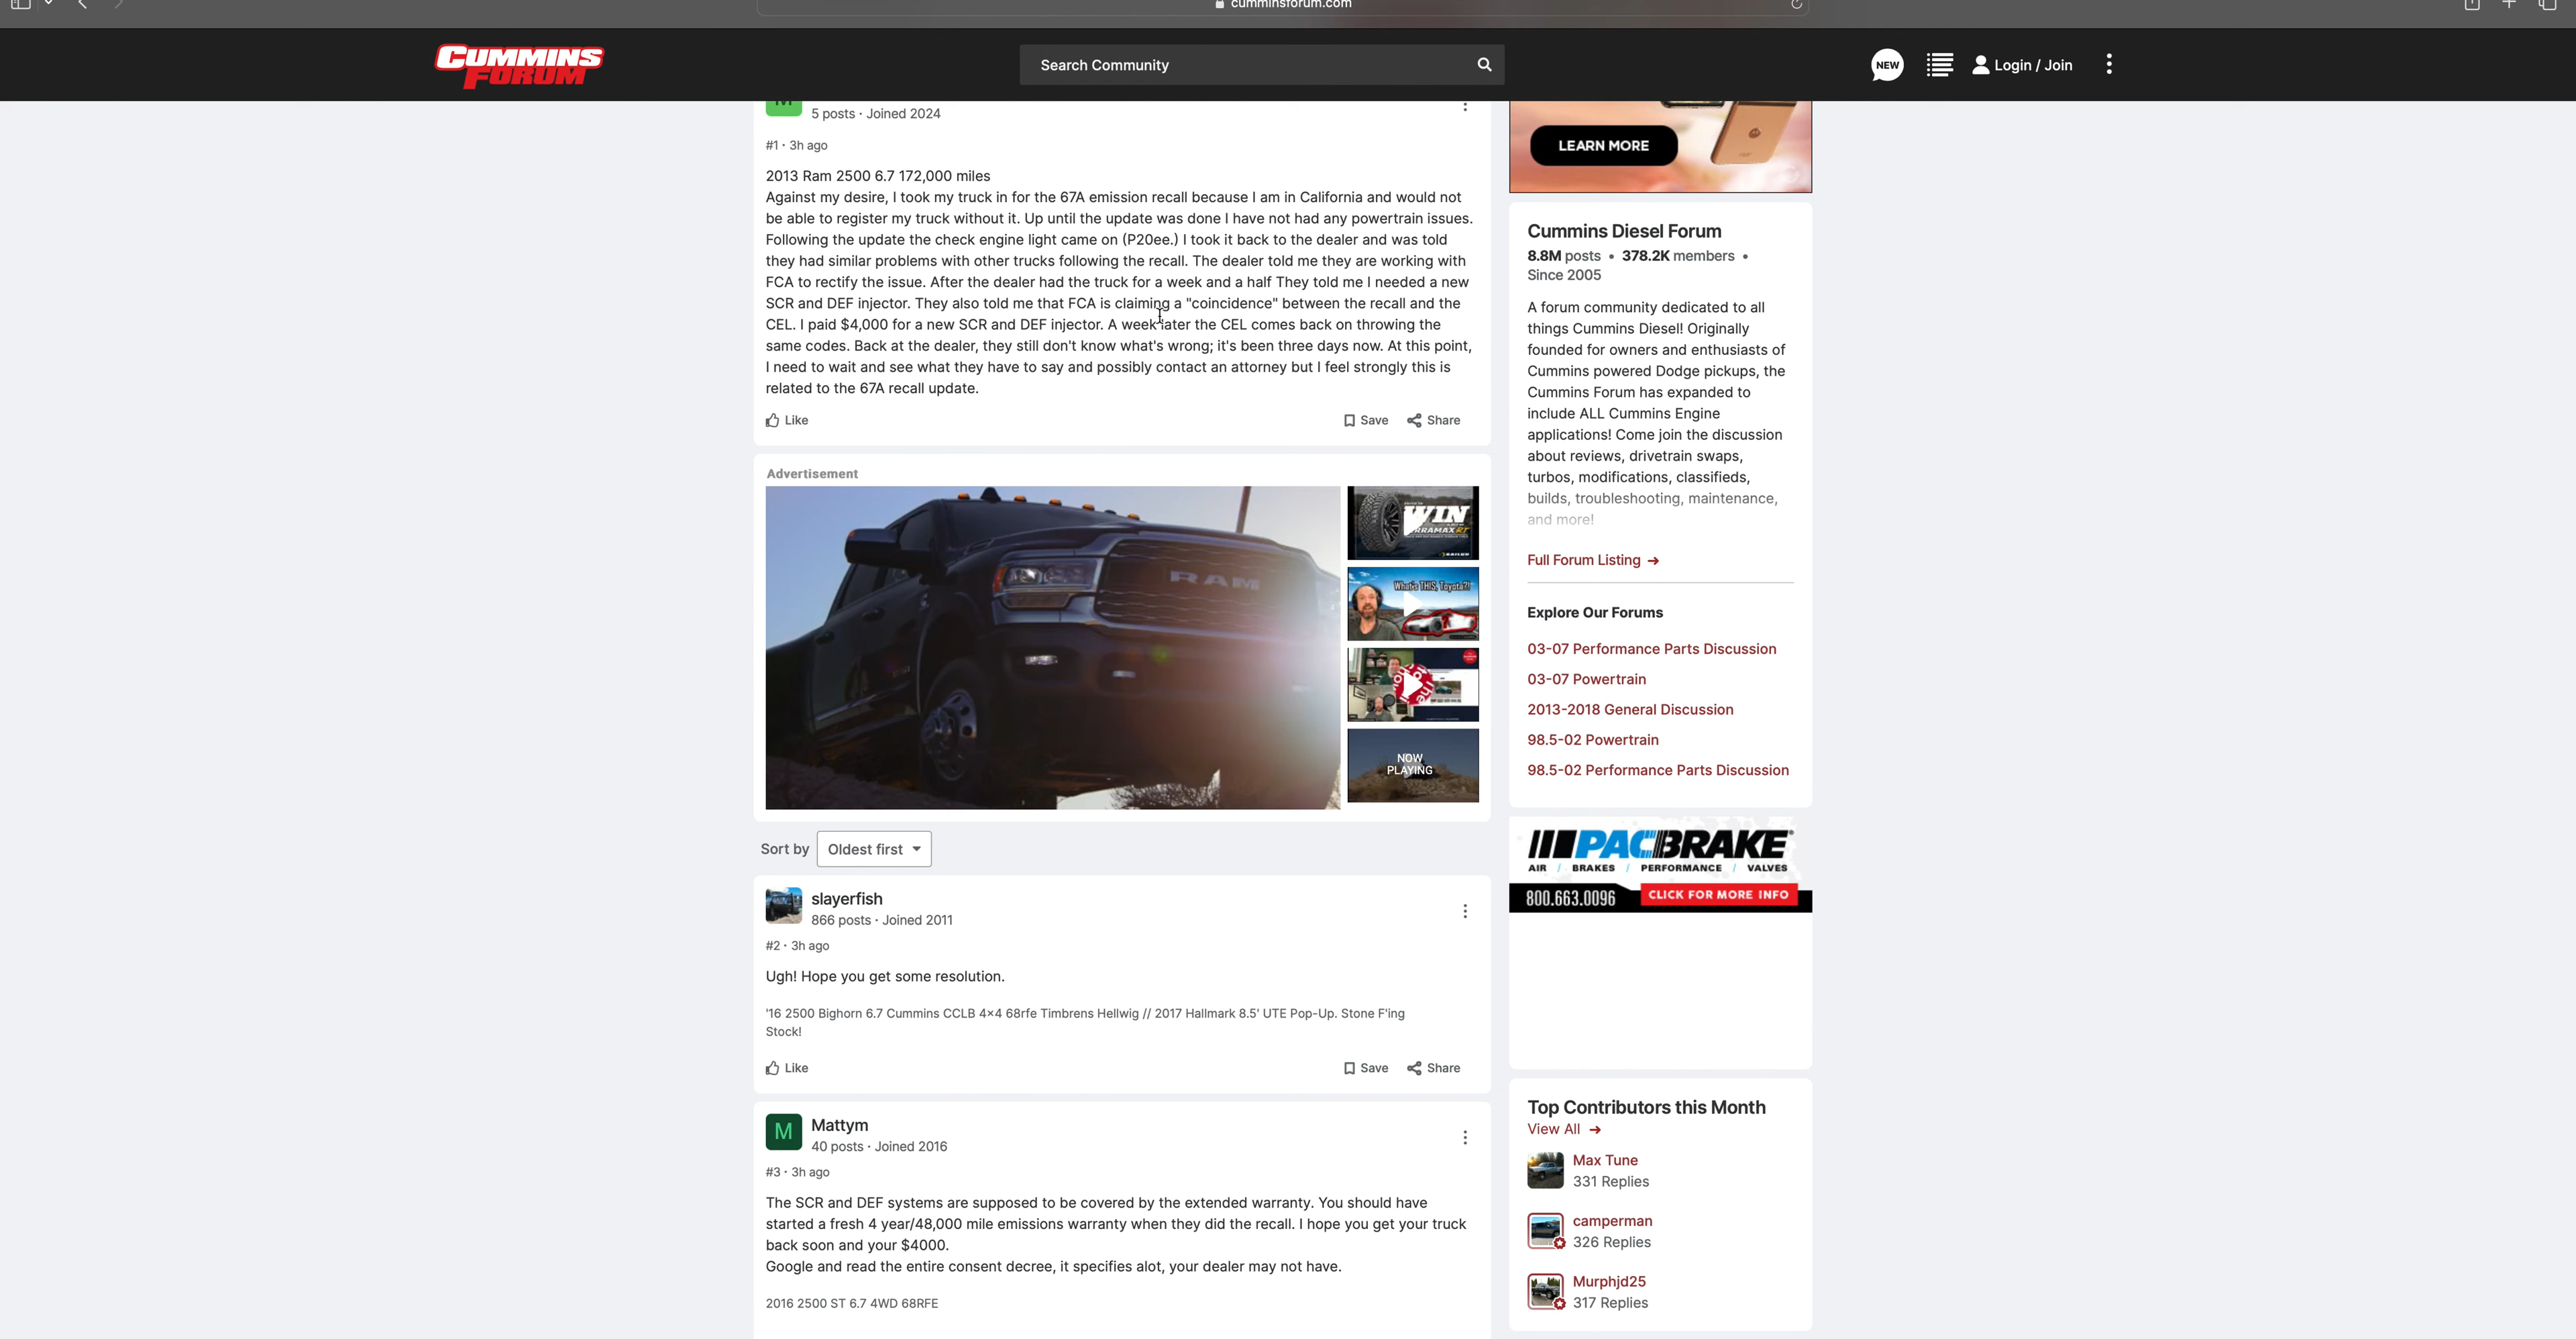 cumminsforum.com
CUMMINS
FORUM
Search Community
NEW
Login / Join
5 posts · Joined 2024
#1 · 3h ago
2013 Ram 2500 6.7 172,000 miles
Against my desire, I took my truck in for the 67A emission recall because I am in California and would not
be able to register my truck without it. Up until the update was done I have not had any powertrain issues.
Following the update the check engine light came on (P20ee.) I took it back to the dealer and was told
they had similar problems with other trucks following the recall. The dealer told me they are working with
FCA to rectify the issue. After the dealer had the truck for a week and a half They told me I needed a new
SCR and DEF injector. They also told me that FCA is claiming a "coincidence" between the recall and the
CEL. I paid $4,000 for a new SCR and DEF injector. A week later the CEL comes back on throwing the
same codes. Back at the dealer, they still don't know what's wrong; it's been three days now. At this point,
I need to wait and see what they have to say and possibly contact an attorney but I feel strongly this is
related to the 67A recall update.
Like
Save
Share
Advertisement
RAM
WIN
RRAMAX RT
What's THIS, Toyota?!
NOW
PLAYING
Sort by
Oldest first
slayerfish
866 posts · Joined 2011
#2 · 3h ago
Ugh! Hope you get some resolution.
'16 2500 Bighorn 6.7 Cummins CCLB 4x4 68rfe Timbrens Hellwig // 2017 Hallmark 8.5' UTE Pop-Up. Stone F'ing
Stock!
Like
Save
Share
M
Mattym
40 posts · Joined 2016
#3 · 3h ago
The SCR and DEF systems are supposed to be covered by the extended warranty. You should have
started a fresh 4 year/48,000 mile emissions warranty when they did the recall. I hope you get your truck
back soon and your $4000.
Google and read the entire consent decree, it specifies alot, your dealer may not have.
2016 2500 ST 6.7 4WD 68RFE
LEARN MORE
Cummins Diesel Forum
8.8M posts • 378.2K members •
Since 2005
A forum community dedicated to all
things Cummins Diesel! Originally
founded for owners and enthusiasts of
Cummins powered Dodge pickups, the
Cummins Forum has expanded to
include ALL Cummins Engine
applications! Come join the discussion
about reviews, drivetrain swaps,
turbos, modifications, classifieds,
builds, troubleshooting, maintenance,
and more!
Full Forum Listing →
Explore Our Forums
03-07 Performance Parts Discussion
03-07 Powertrain
2013-2018 General Discussion
98.5-02 Powertrain
98.5-02 Performance Parts Discussion
PACBRAKE
AIR / BRAKES / PERFORMANCE / VALVES
800.663.0096
CLICK FOR MORE INFO
Top Contributors this Month
View All →
Max Tune
331 Replies
camperman
326 Replies
Murphjd25
317 Replies